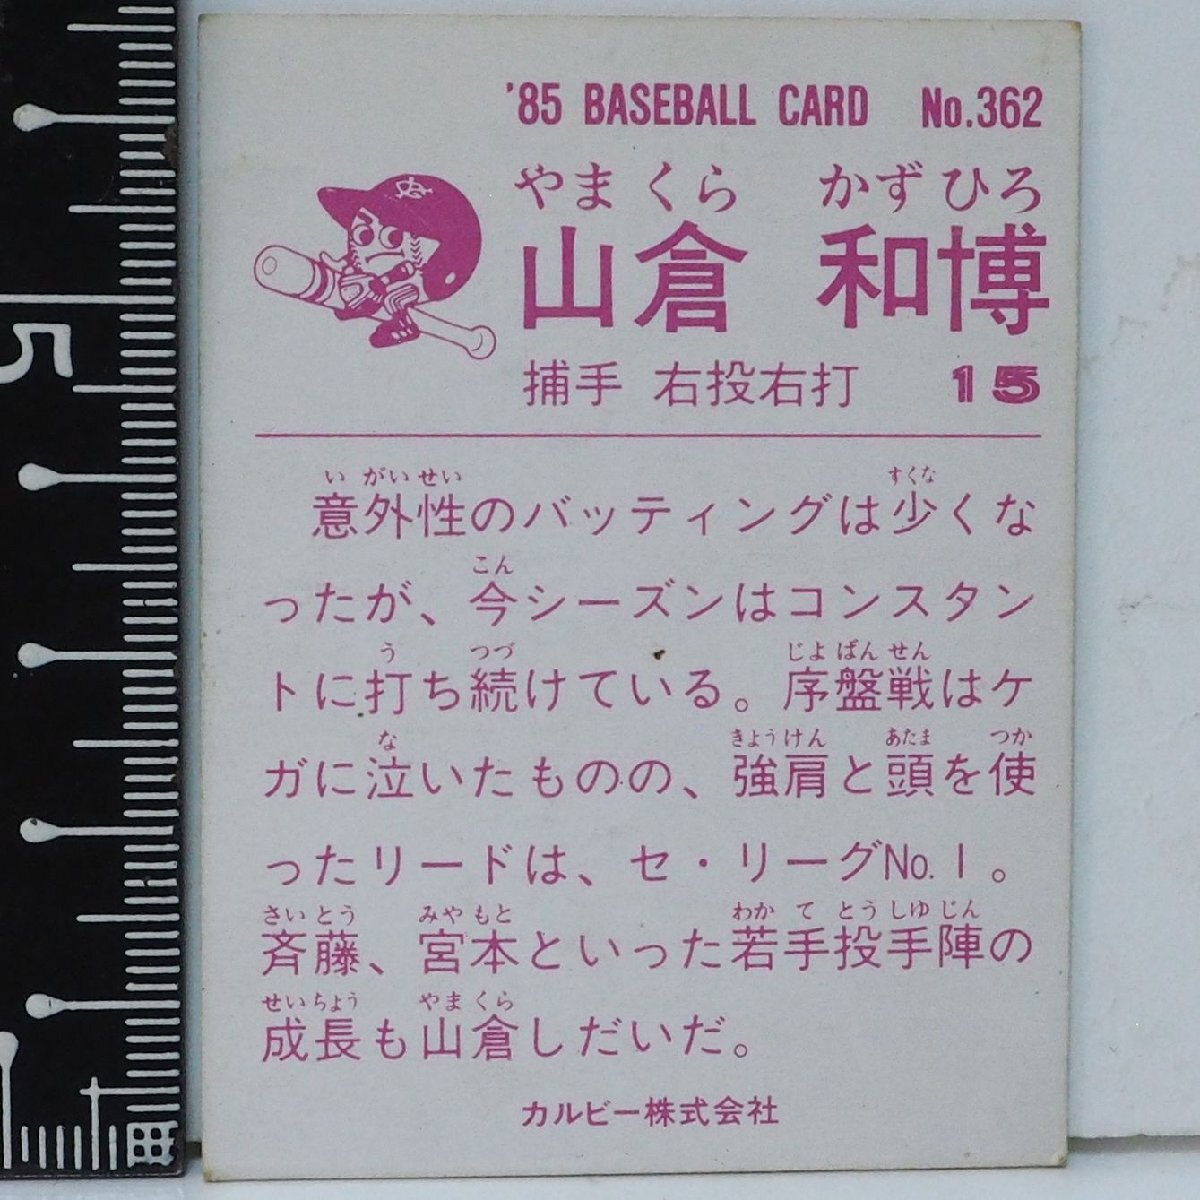 '85 BASEBALL CARD No.362
やまくら かずひろ
山倉 和博
捕手 右投右打 15
いがいせい すくな
意外性のバッティングは少くな
こん
ったが、今シーズンはコンスタン
う つづ じよばんせん
トに打ち続けている。序盤戦はケ
な きようけん あたま つか
ガに泣いたものの、強肩と頭を使
ったリードは、セ・リーグNo.1。
さいとう みやもと わかてとうしゆじん
斉藤、宮本といった若手投手陣の
せいちょう やまくら
成長も山倉しだいだ。
カルビー株式会社
5